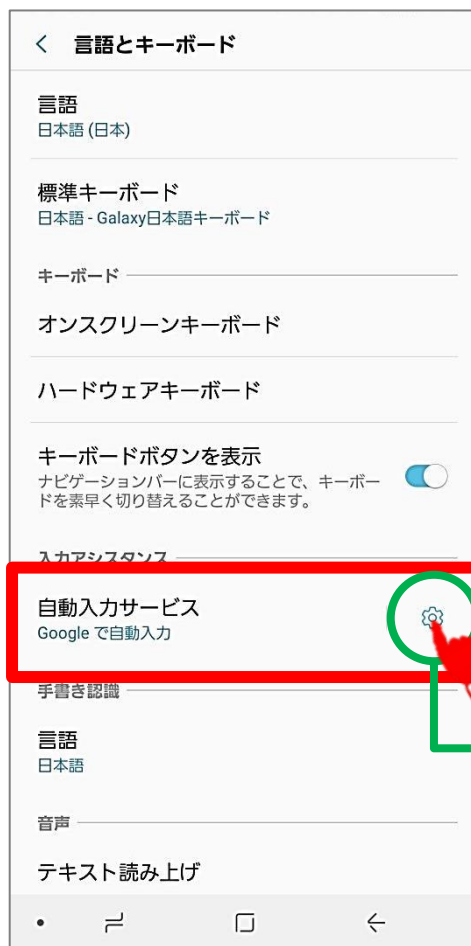 言語とキーボード
言語
日本語 (日本)
標準キーボード
日本語 - Galaxy日本語キーボード
キーボード
オンスクリーンキーボード
ハードウェアキーボード
キーボードボタンを表示
ナビゲーションバーに表示することで、キーボー
ドを素早く切り替えることができます。
入力アシスタンス
自動入力サービス
Google で自動入力
手書き認識
言語
日本語
音声
テキスト読み上げ